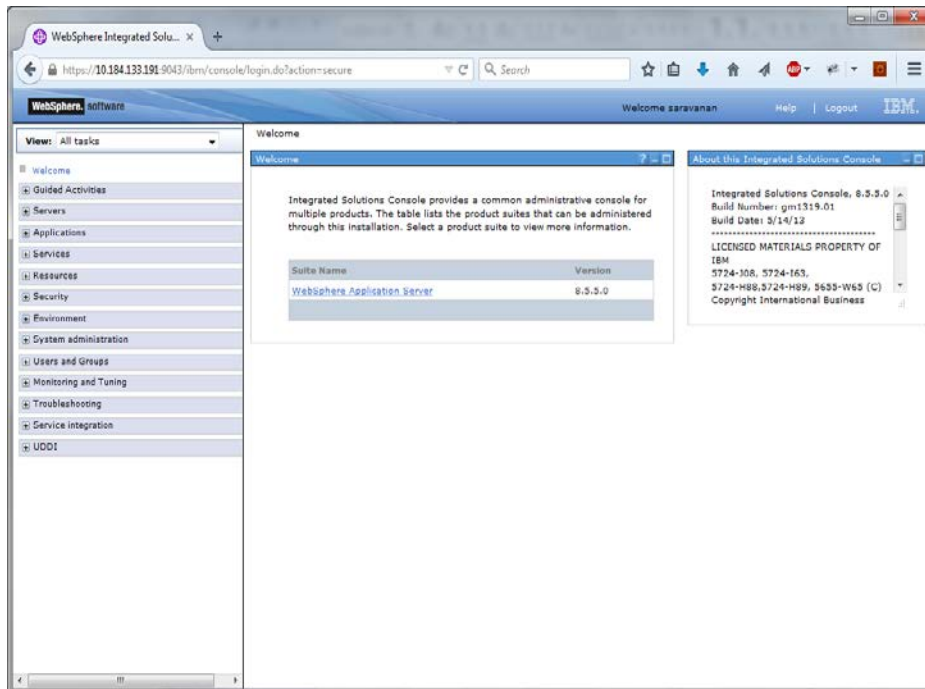 WebSphere Integrated Solu...
https://10.184.133.191:9043/ibm/console/login.do?action=secure
Search
ABP
WebSphere. software
Welcome saravanan
Help | Logout
IBM.
View: All tasks
Welcome
Guided Activities
Servers
Applications
Services
Resources
Security
Environment
System administration
Users and Groups
Monitoring and Tuning
Troubleshooting
Service integration
UDDI
Welcome
Welcome
Integrated Solutions Console provides a common administrative console for
multiple products. The table lists the product suites that can be administered
through this installation. Select a product suite to view more information.
Suite Name Version
WebSphere Application Server 8.5.5.0
About this Integrated Solutions Console
Integrated Solutions Console, 8.5.5.0
Build Number: gm1319.01
Build Date: 5/14/13
----------------------------------------
LICENSED MATERIALS PROPERTY OF
IBM
5724-J08, 5724-I63,
5724-H88,5724-H89, 5655-W65 (C)
Copyright International Business